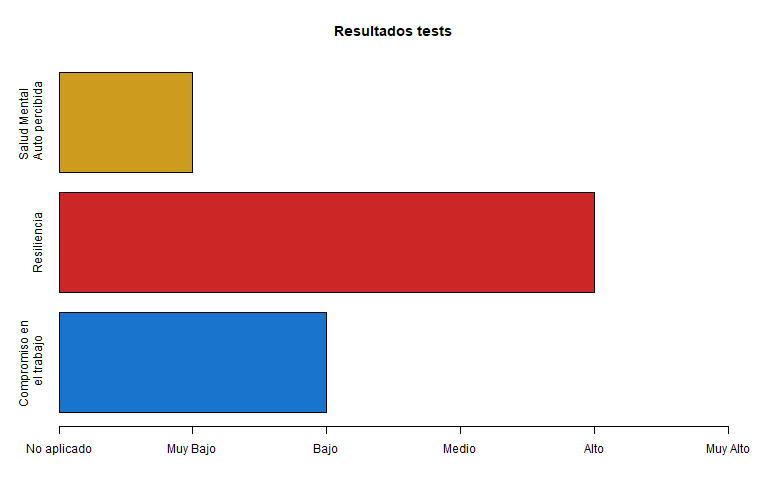 Resultados tests
Salud Mental
Auto percibida
Resiliencia
Compromiso en
el trabajo
No aplicado
Muy Bajo
Bajo
Medio
Alto
Muy Alto